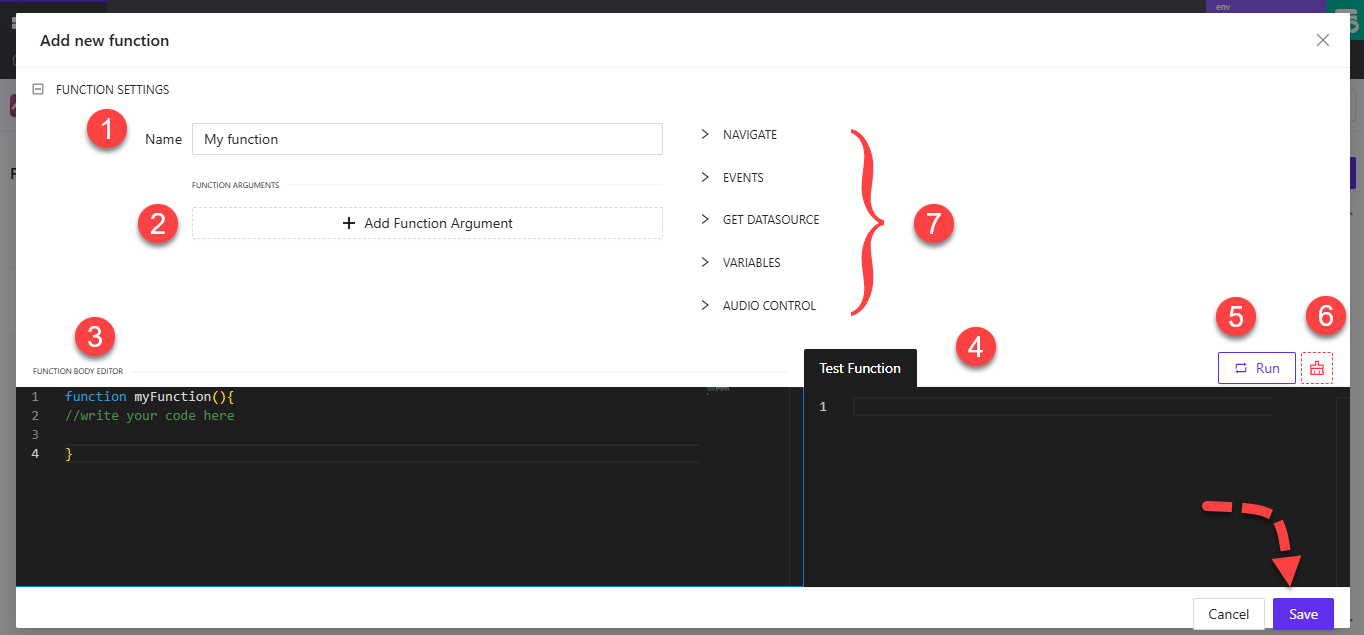 env
Add new function
FUNCTION SETTINGS
1
Name
My function
FUNCTION ARGUMENTS
2
+ Add Function Argument
NAVIGATE
EVENTS
GET DATASOURCE
VARIABLES
AUDIO CONTROL
7
3
FUNCTION BODY EDITOR
4
5
6
Test Function
Run
1 function myFunction(){
2 //write your code here
3
4 }
1
Cancel
Save